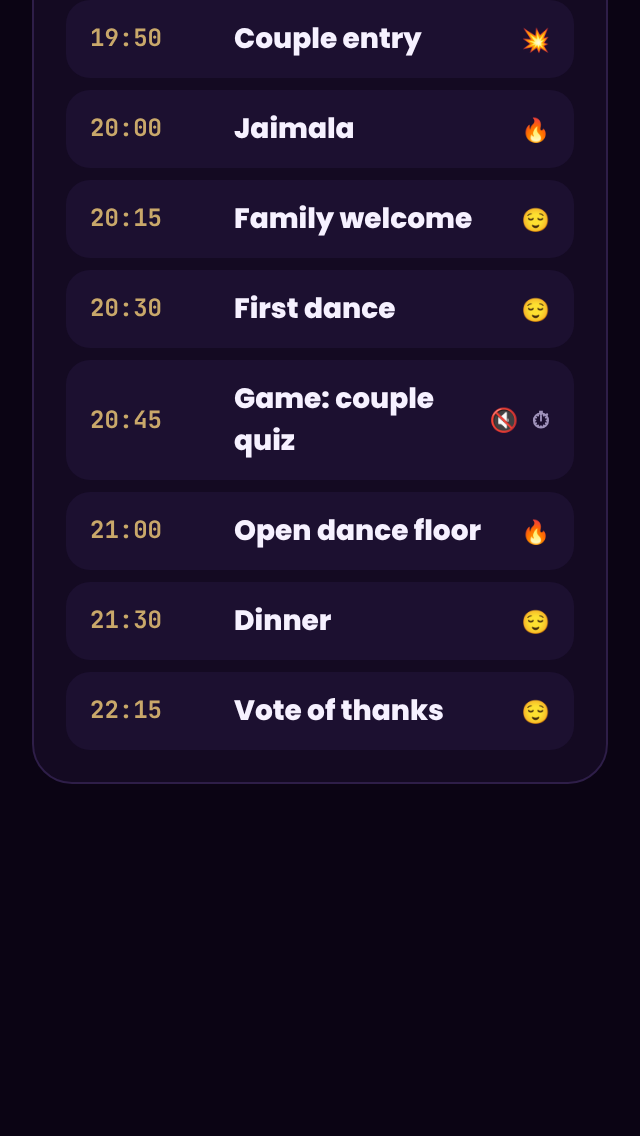 19:50 Couple entry 💥
20:00 Jaimala 🔥
20:15 Family welcome 😌
20:30 First dance 😌
20:45 Game: couple
quiz 🔇 ⏱
21:00 Open dance floor 🔥
21:30 Dinner 😌
22:15 Vote of thanks 😌